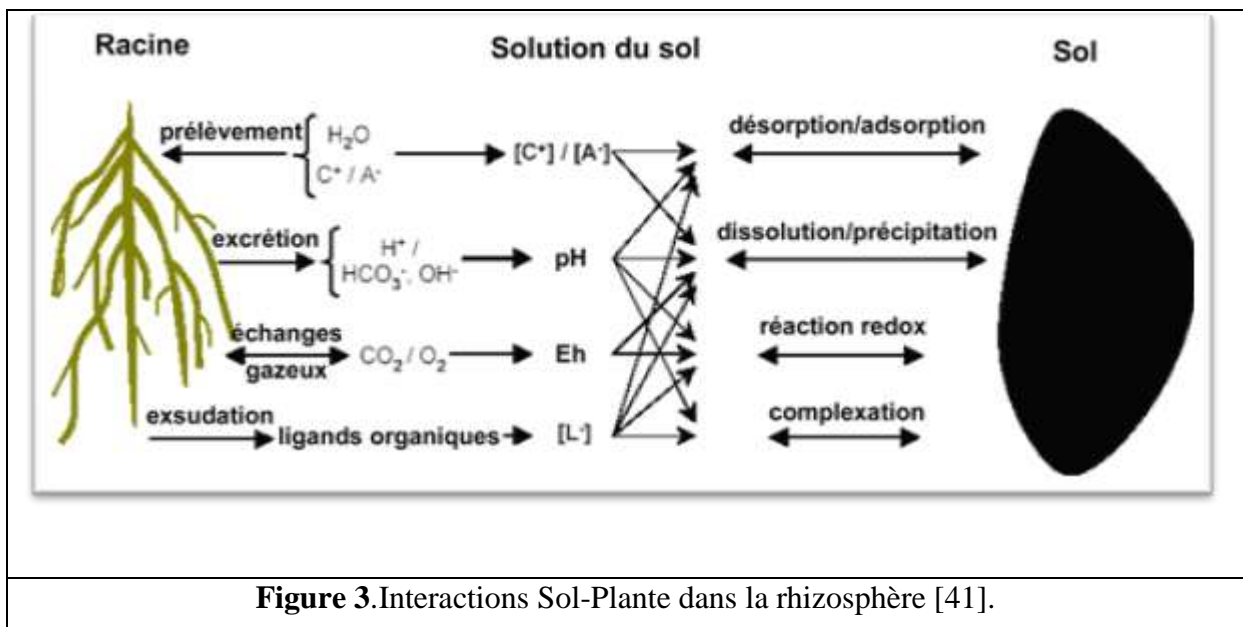 Racine Solution du sol Sol
prélèvement H₂O C⁺ / A⁻ [C⁺] / [A⁻] désorption/adsorption
excrétion H⁺ / HCO₃⁻, OH⁻ pH dissolution/précipitation
échanges gazeux CO₂ / O₂ Eh réaction redox
exsudation ligands organiques [L⁻] complexation
Figure 3.Interactions Sol-Plante dans la rhizosphère [41].